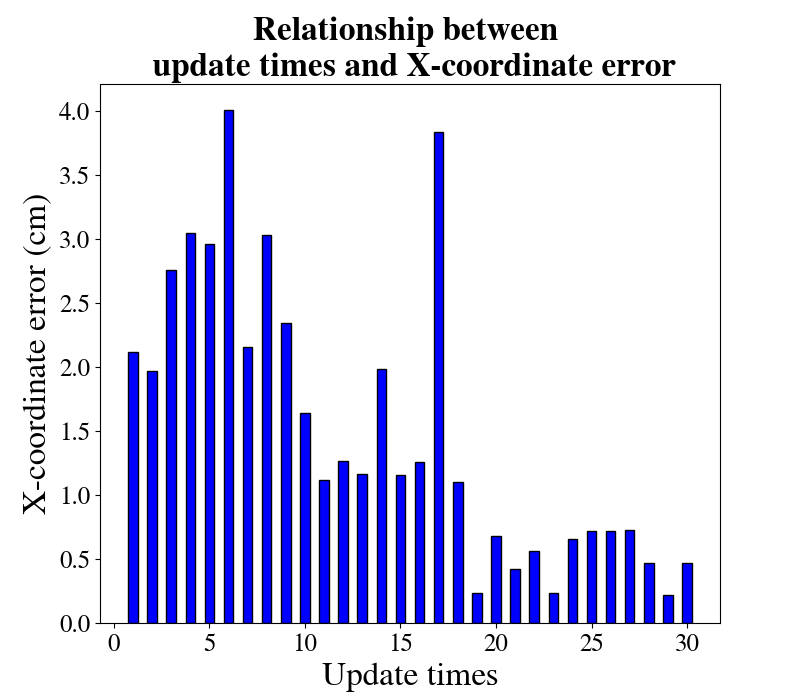 Relationship between
update times and X-coordinate error
4.0
3.5
3.0
2.5
2.0
1.5
1.0
0.5
0.0
X-coordinate error (cm)
0 5 10 15 20 25 30
Update times